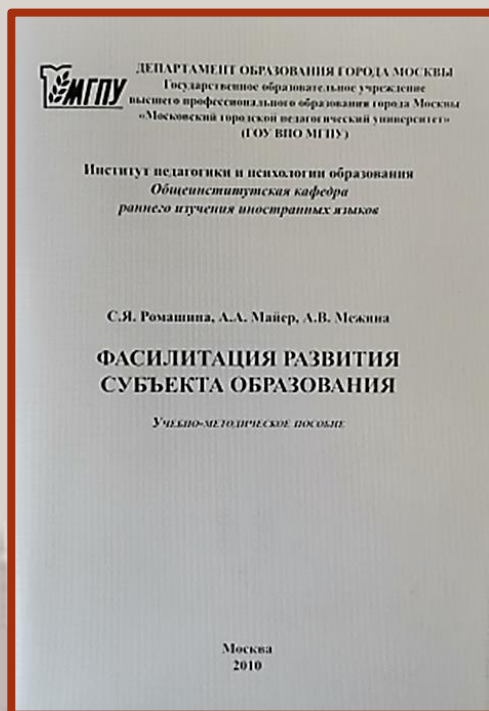 МГПУ
ДЕПАРТАМЕНТ ОБРАЗОВАНИЯ ГОРОДА МОСКВЫ
Государственное образовательное учреждение
высшего профессионального образования города Москвы
«Московский городской педагогический университет»
(ГОУ ВПО МГПУ)
Институт педагогики и психологии образования
Общеинститутская кафедра
раннего изучения иностранных языков
С.Я. Ромашина, А.А. Майер, А.В. Межина
ФАСИЛИТАЦИЯ РАЗВИТИЯ
СУБЪЕКТА ОБРАЗОВАНИЯ
Учебно-методическое пособие
Москва
2010